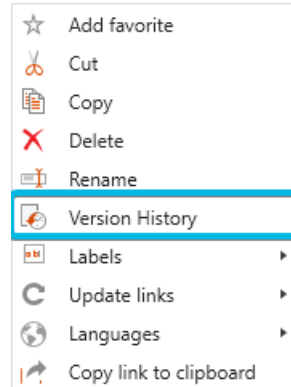 Add favorite
Cut
Copy
Delete
Rename
Version History
Labels
Update links
Languages
Copy link to clipboard